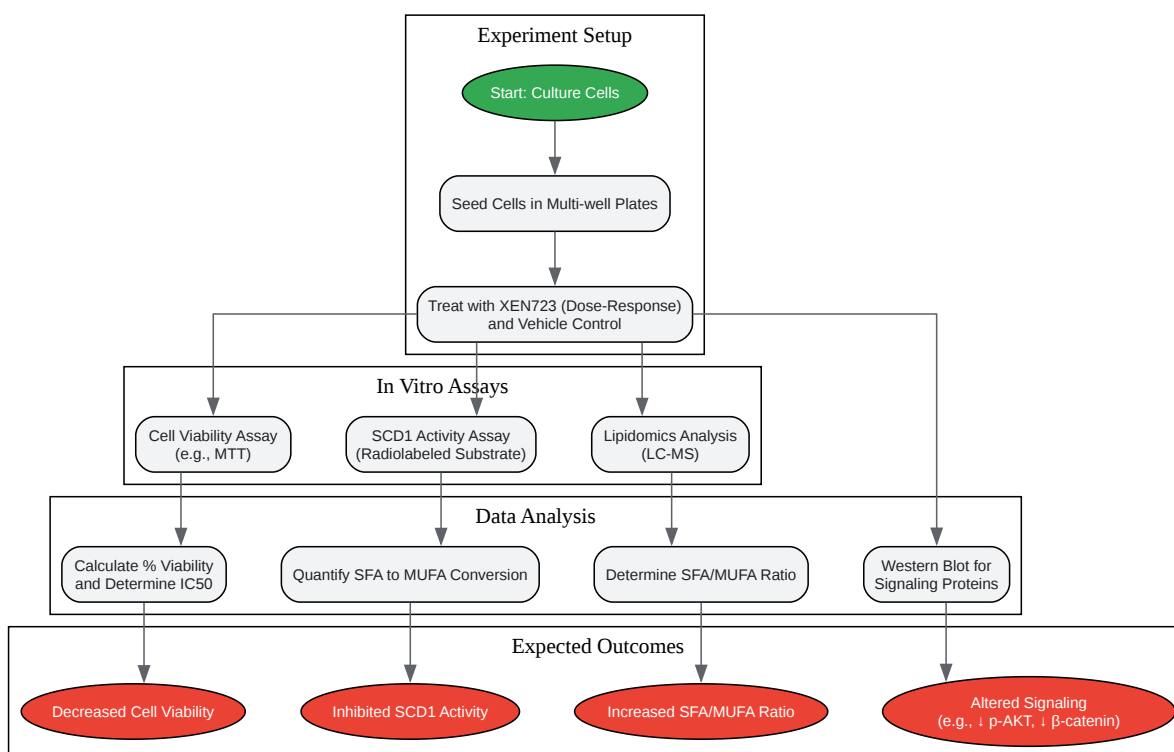 Experiment Setup
Start: Culture Cells
Seed Cells in Multi-well Plates
Treat with XEN723 (Dose-Response)
and Vehicle Control
In Vitro Assays
Cell Viability Assay
(e.g., MTT)
SCD1 Activity Assay
(Radiolabeled Substrate)
Lipidomics Analysis
(LC-MS)
Data Analysis
Calculate % Viability
and Determine IC50
Quantify SFA to MUFA Conversion
Determine SFA/MUFA Ratio
Western Blot for
Signaling Proteins
Expected Outcomes
Decreased Cell Viability
Inhibited SCD1 Activity
Increased SFA/MUFA Ratio
Altered Signaling
(e.g., ↓ p-AKT, ↓ β-catenin)